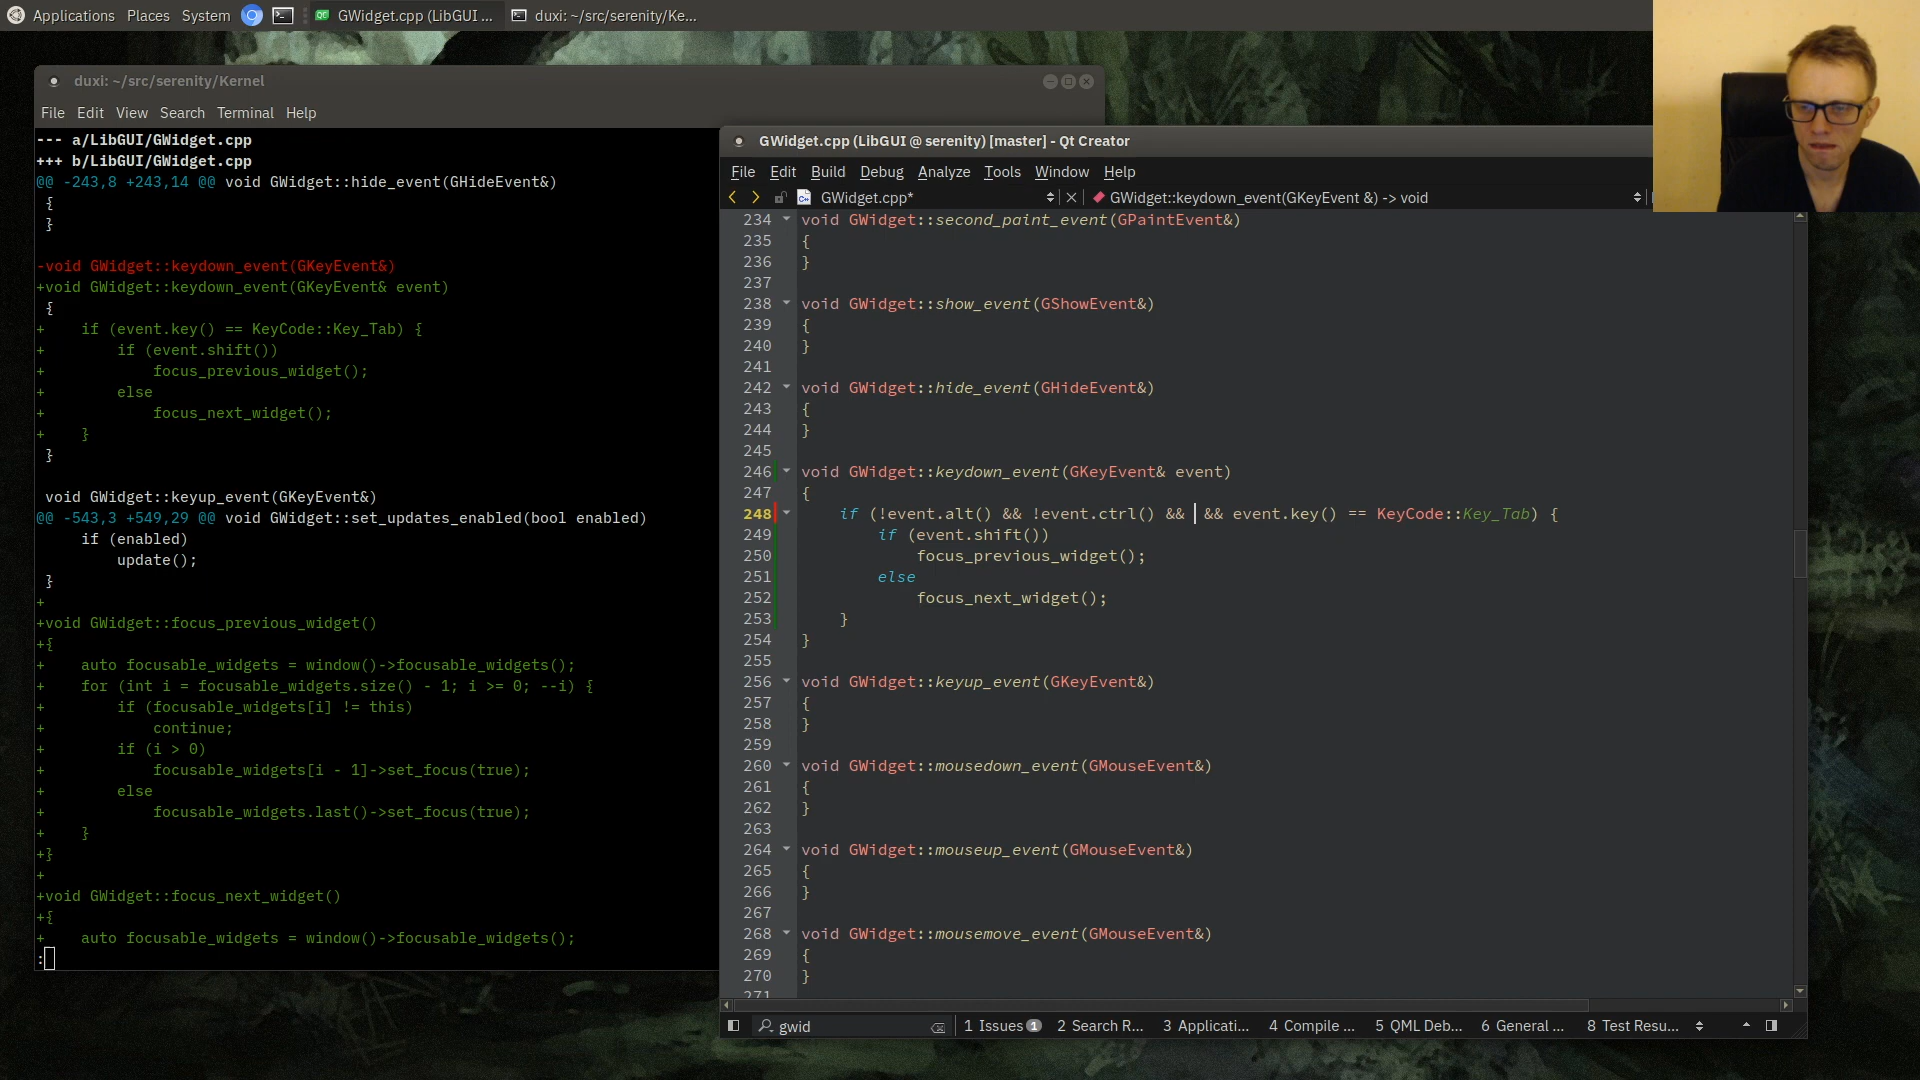 Applications Places System GWidget.cpp (LibGUI ... duxi: ~/src/serenity/Ke...
duxi: ~/src/serenity/Kernel
File Edit View Search Terminal Help
--- a/LibGUI/GWidget.cpp
+++ b/LibGUI/GWidget.cpp
@@ -243,8 +243,14 @@ void GWidget::hide_event(GHideEvent&)
{
}
-void GWidget::keydown_event(GKeyEvent&)
+void GWidget::keydown_event(GKeyEvent& event)
{
+    if (event.key() == KeyCode::Key_Tab) {
+        if (event.shift())
+            focus_previous_widget();
+        else
+            focus_next_widget();
+    }
}
void GWidget::keyup_event(GKeyEvent&)
@@ -543,3 +549,29 @@ void GWidget::set_updates_enabled(bool enabled)
    if (enabled)
        update();
}
+
+void GWidget::focus_previous_widget()
+{
+    auto focusable_widgets = window()->focusable_widgets();
+    for (int i = focusable_widgets.size() - 1; i >= 0; --i) {
+        if (focusable_widgets[i] != this)
+            continue;
+        if (i > 0)
+            focusable_widgets[i - 1]->set_focus(true);
+        else
+            focusable_widgets.last()->set_focus(true);
+    }
+}
+
+void GWidget::focus_next_widget()
+{
+    auto focusable_widgets = window()->focusable_widgets();
:
GWidget.cpp (LibGUI @ serenity) [master] - Qt Creator
File Edit Build Debug Analyze Tools Window Help
GWidget.cpp* GWidget::keydown_event(GKeyEvent &) -> void
234 void GWidget::second_paint_event(GPaintEvent&)
235 {
236 }
237
238 void GWidget::show_event(GShowEvent&)
239 {
240 }
241
242 void GWidget::hide_event(GHideEvent&)
243 {
244 }
245
246 void GWidget::keydown_event(GKeyEvent& event)
247 {
248     if (!event.alt() && !event.ctrl() &&  && event.key() == KeyCode::Key_Tab) {
249         if (event.shift())
250             focus_previous_widget();
251         else
252             focus_next_widget();
253     }
254 }
255
256 void GWidget::keyup_event(GKeyEvent&)
257 {
258 }
259
260 void GWidget::mousedown_event(GMouseEvent&)
261 {
262 }
263
264 void GWidget::mouseup_event(GMouseEvent&)
265 {
266 }
267
268 void GWidget::mousemove_event(GMouseEvent&)
269 {
270 }
271
gwid 1 Issues 1 2 Search R... 3 Applicati... 4 Compile ... 5 QML Deb... 6 General ... 8 Test Resu...